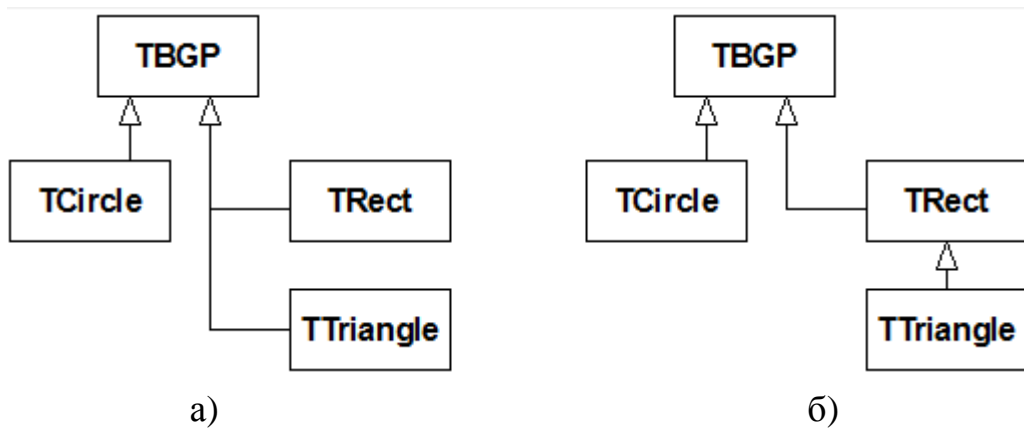 TBGP TBGP
TCircle TRect TCircle TRect
TTriangle TTriangle
а) б)